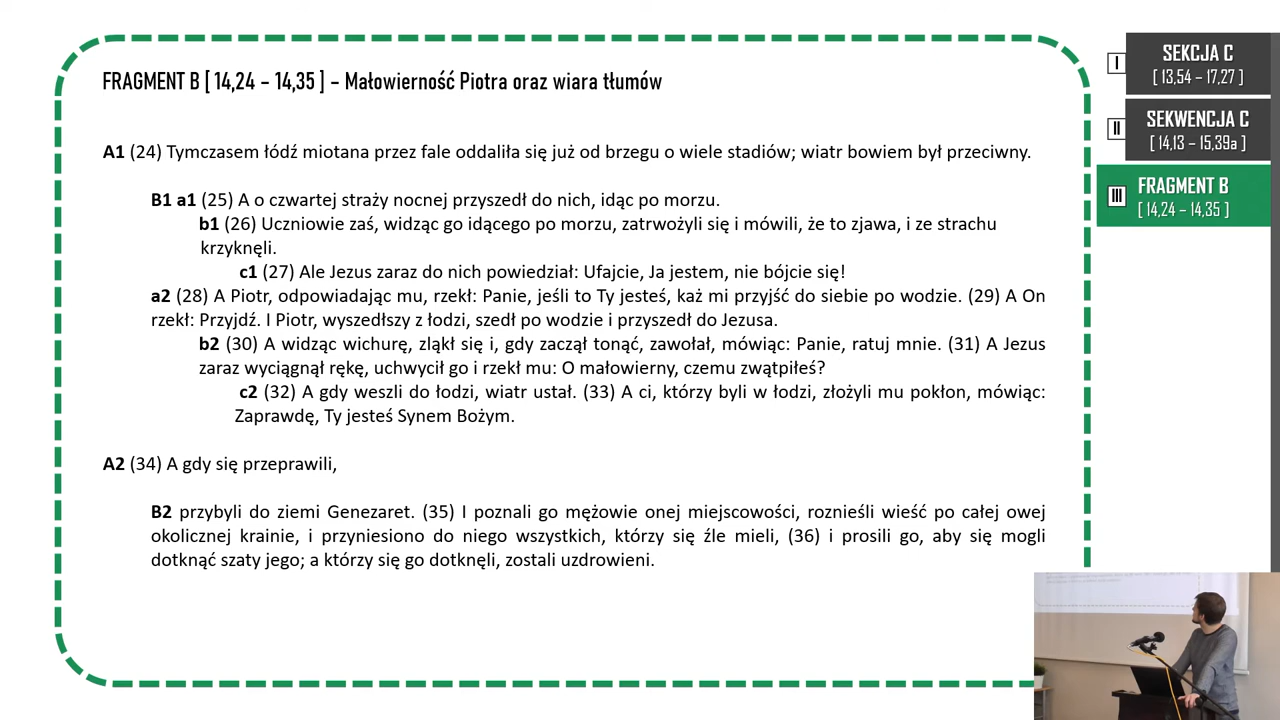 FRAGMENT B [ 14,24 – 14,35 ] – Małowierność Piotra oraz wiara tłumów
A1 (24) Tymczasem łódź miotana przez fale oddaliła się już od brzegu o wiele stadiów; wiatr bowiem był przeciwny.
B1 a1 (25) A o czwartej straży nocnej przyszedł do nich, idąc po morzu.
b1 (26) Uczniowie zaś, widząc go idącego po morzu, zatrwożyli się i mówili, że to zjawa, i ze strachu
krzyknęli.
c1 (27) Ale Jezus zaraz do nich powiedział: Ufajcie, Ja jestem, nie bójcie się!
a2 (28) A Piotr, odpowiadając mu, rzekł: Panie, jeśli to Ty jesteś, każ mi przyjść do siebie po wodzie. (29) A On
rzekł: Przyjdź. I Piotr, wyszedłszy z łodzi, szedł po wodzie i przyszedł do Jezusa.
b2 (30) A widząc wichurę, zląkł się i, gdy zaczął tonąć, zawołał, mówiąc: Panie, ratuj mnie. (31) A Jezus
zaraz wyciągnął rękę, uchwycił go i rzekł mu: O małowierny, czemu zwątpiłeś?
c2 (32) A gdy weszli do łodzi, wiatr ustał. (33) A ci, którzy byli w łodzi, złożyli mu pokłon, mówiąc:
Zaprawdę, Ty jesteś Synem Bożym.
A2 (34) A gdy się przeprawili,
B2 przybyli do ziemi Genezaret. (35) I poznali go mężowie onej miejscowości, roznieśli wieść po całej owej
okolicznej krainie, i przyniesiono do niego wszystkich, którzy się źle mieli, (36) i prosili go, aby się mogli
dotknąć szaty jego; a którzy się go dotknęli, zostali uzdrowieni.
I
SEKCJA C
[ 13,54 – 17,27 ]
II
SEKWENCJA C
[ 14,13 – 15,39a ]
III
FRAGMENT B
[ 14,24 – 14,35 ]